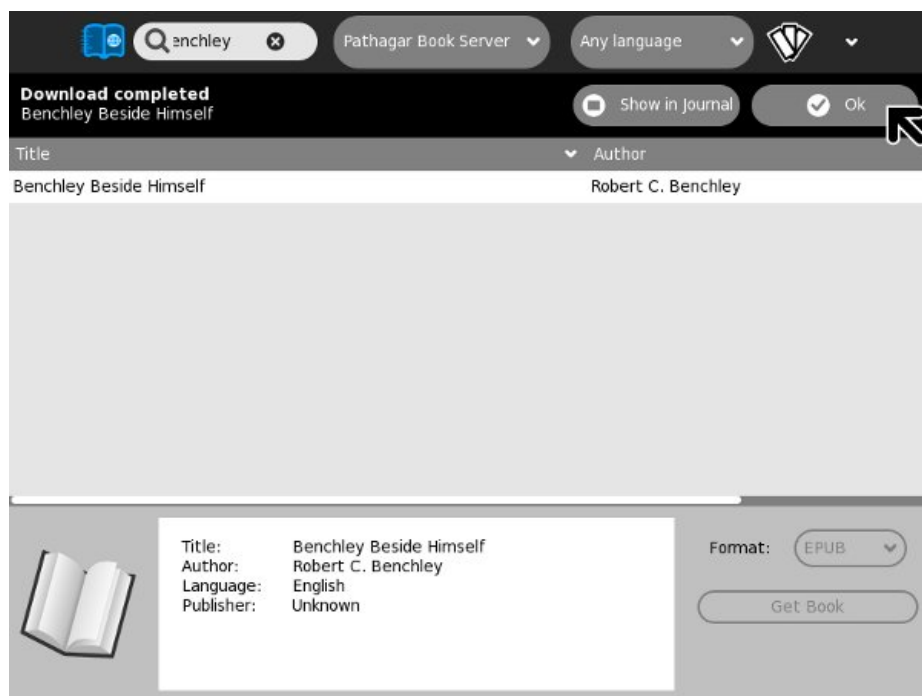 enchley
Pathagar Book Server
Any language
Download completed
Benchley Beside Himself
Show in Journal
Ok
Title
Author
Benchley Beside Himself
Robert C. Benchley
Title: Benchley Beside Himself
Author: Robert C. Benchley
Language: English
Publisher: Unknown
Format: EPUB
Get Book